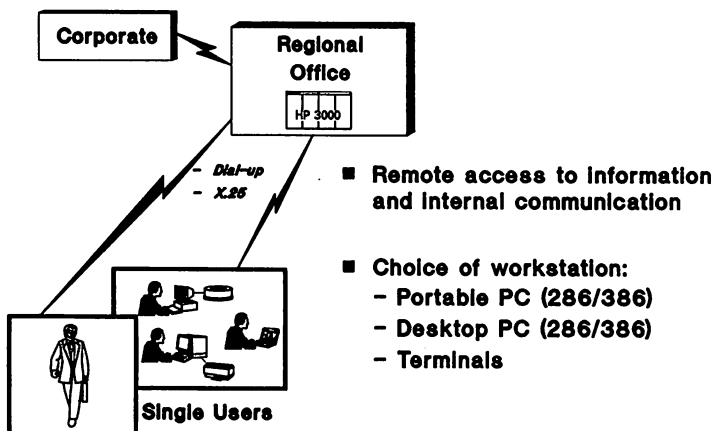 Corporate
Regional
Office
HP 3000
- Dial-up
- X.25
■ Remote access to information
and internal communication
■ Choice of workstation:
- Portable PC (286/386)
- Desktop PC (286/386)
- Terminals
Single Users